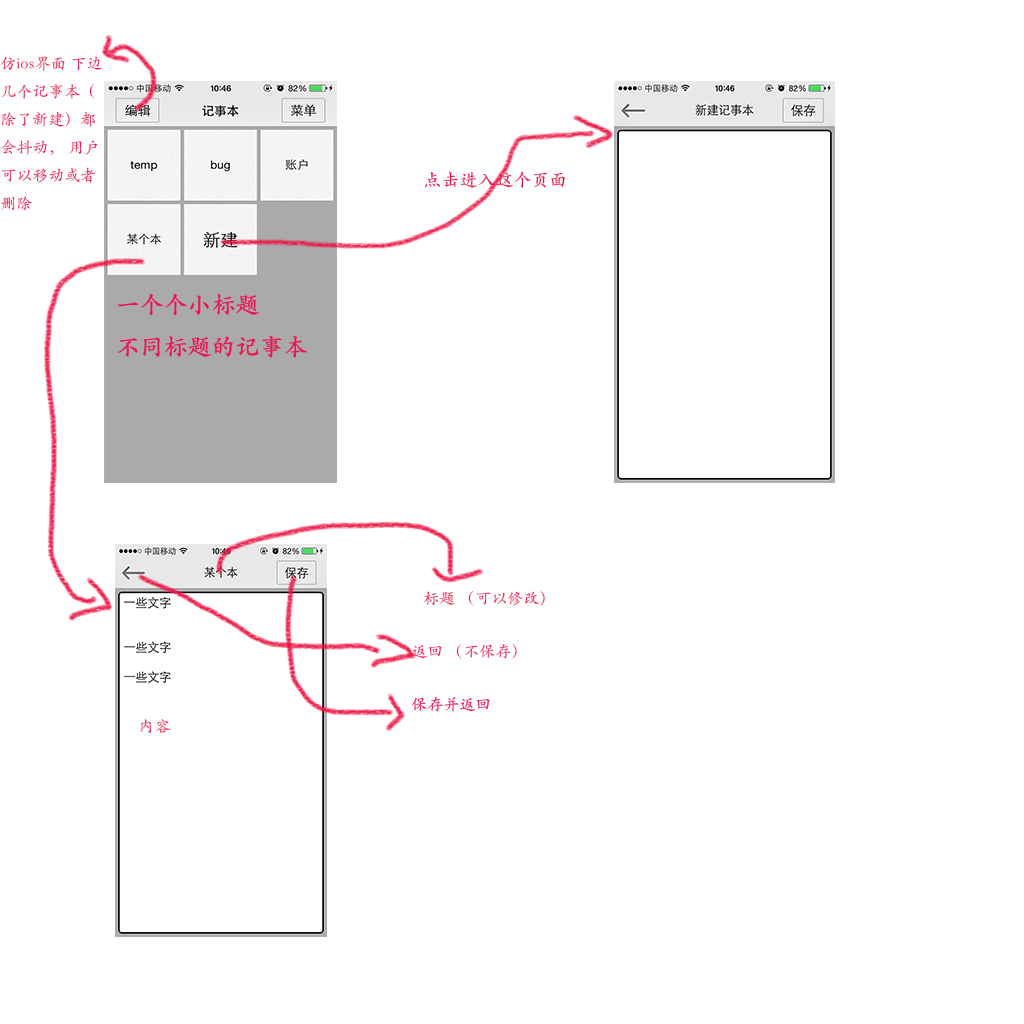 仿ios界面 下边
几个记事本（
除了新建）都
会抖动， 用户
可以移动或者
删除
中国移动 10:46 82%
编辑 记事本 菜单
temp bug 账户
某个本 新建
一个个小标题
不同标题的记事本
点击进入这个页面
中国移动 10:46 82%
新建记事本 保存
中国移动 10:46 82%
某个本 保存
一些文字
一些文字
一些文字
内容
标题 （可以修改）
返回 （不保存）
保存并返回